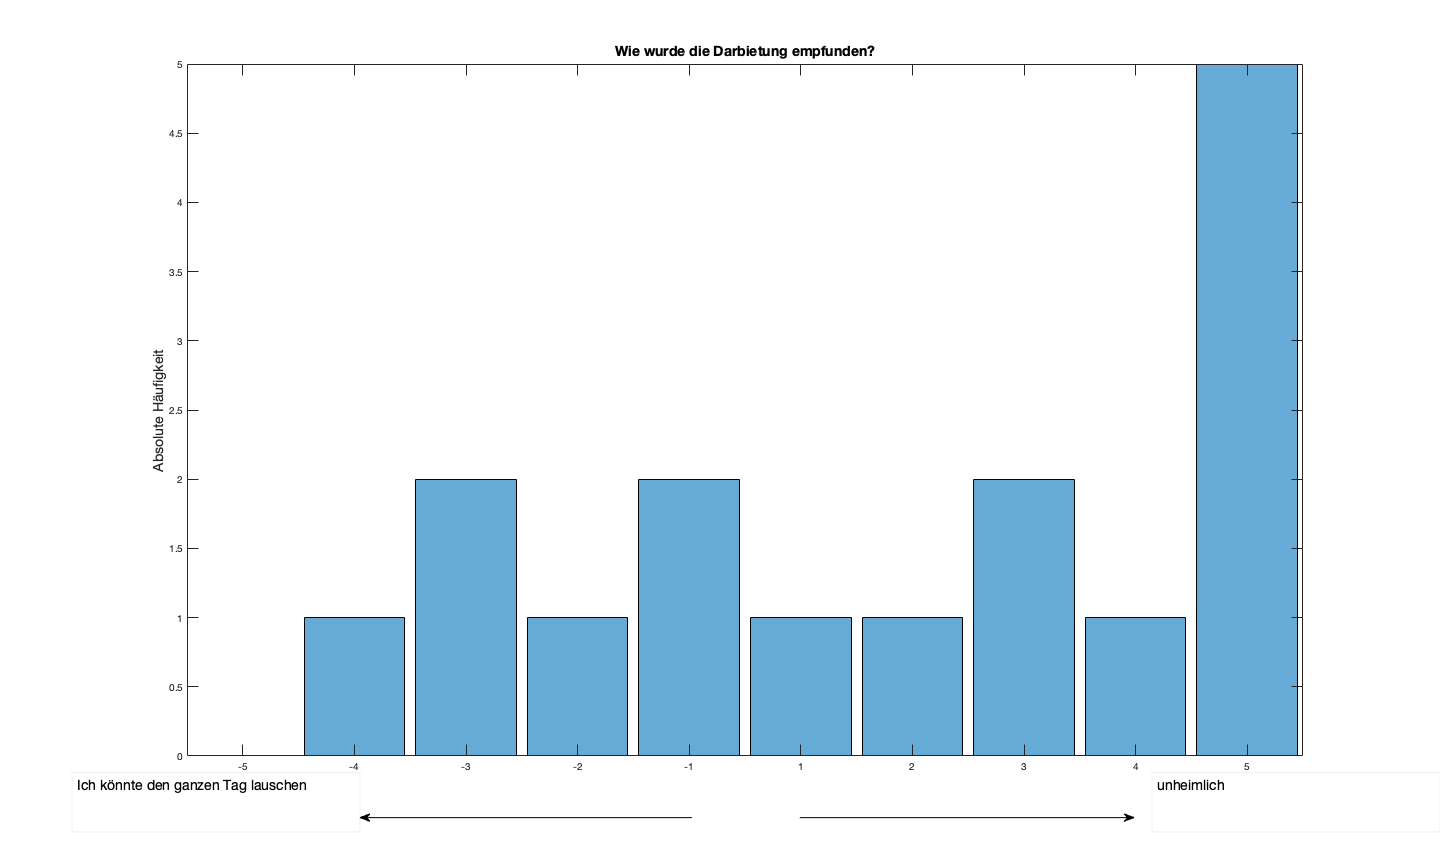 Wie wurde die Darbietung empfunden?
Absolute Häufigkeit
5
4.5
4
3.5
3
2.5
2
1.5
1
0.5
0
-5 -4 -3 -2 -1 1 2 3 4 5
Ich könnte den ganzen Tag lauschen
unheimlich